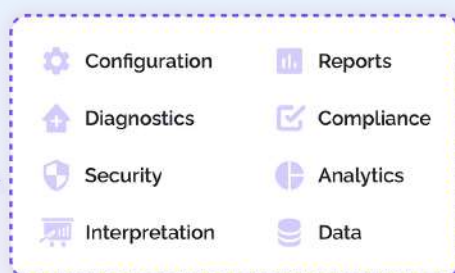 Configuration
Reports
Diagnostics
Compliance
Security
Analytics
Interpretation
Data